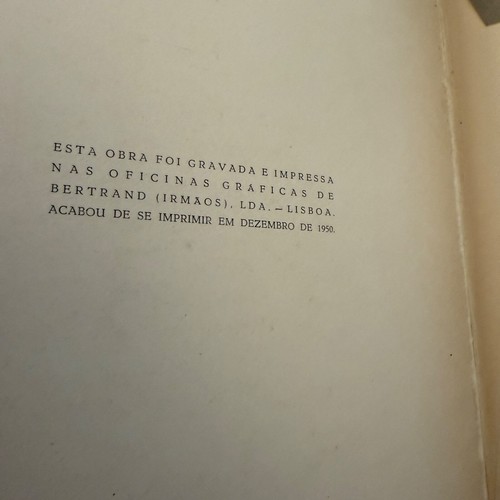 ESTA OBRA FOI GRAVADA E IMPRESSA
NAS OFICINAS GRÁFICAS DE
BERTRAND (IRMÃOS), LDA. — LISBOA.
ACABOU DE SE IMPRIMIR EM DEZEMBRO DE 1950.